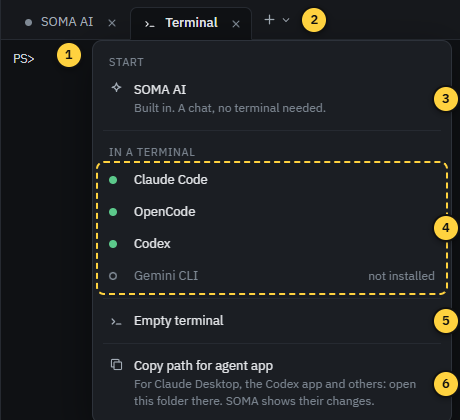 SOMA AI × >_ Terminal × + 2
PS> 1
START
SOMA AI
Built in. A chat, no terminal needed. 3
IN A TERMINAL
Claude Code
OpenCode
4
Codex
Gemini CLI not installed
>_ Empty terminal 5
Copy path for agent app
For Claude Desktop, the Codex app and others: open 6
this folder there. SOMA shows their changes.